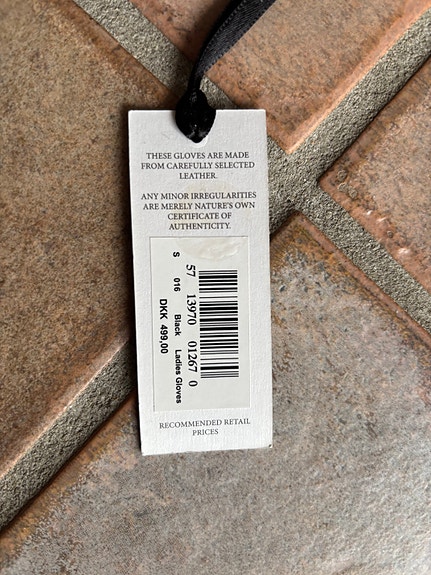 THESE GLOVES ARE MADE
FROM CAREFULLY SELECTED
LEATHER.
ANY MINOR IRREGULARITIES
ARE MERELY NATURE'S OWN
CERTIFICATE OF
AUTHENTICITY.
57 13970 01267 0
S 016 Black Ladies Gloves
DKK 499,00
RECOMMENDED RETAIL
PRICES